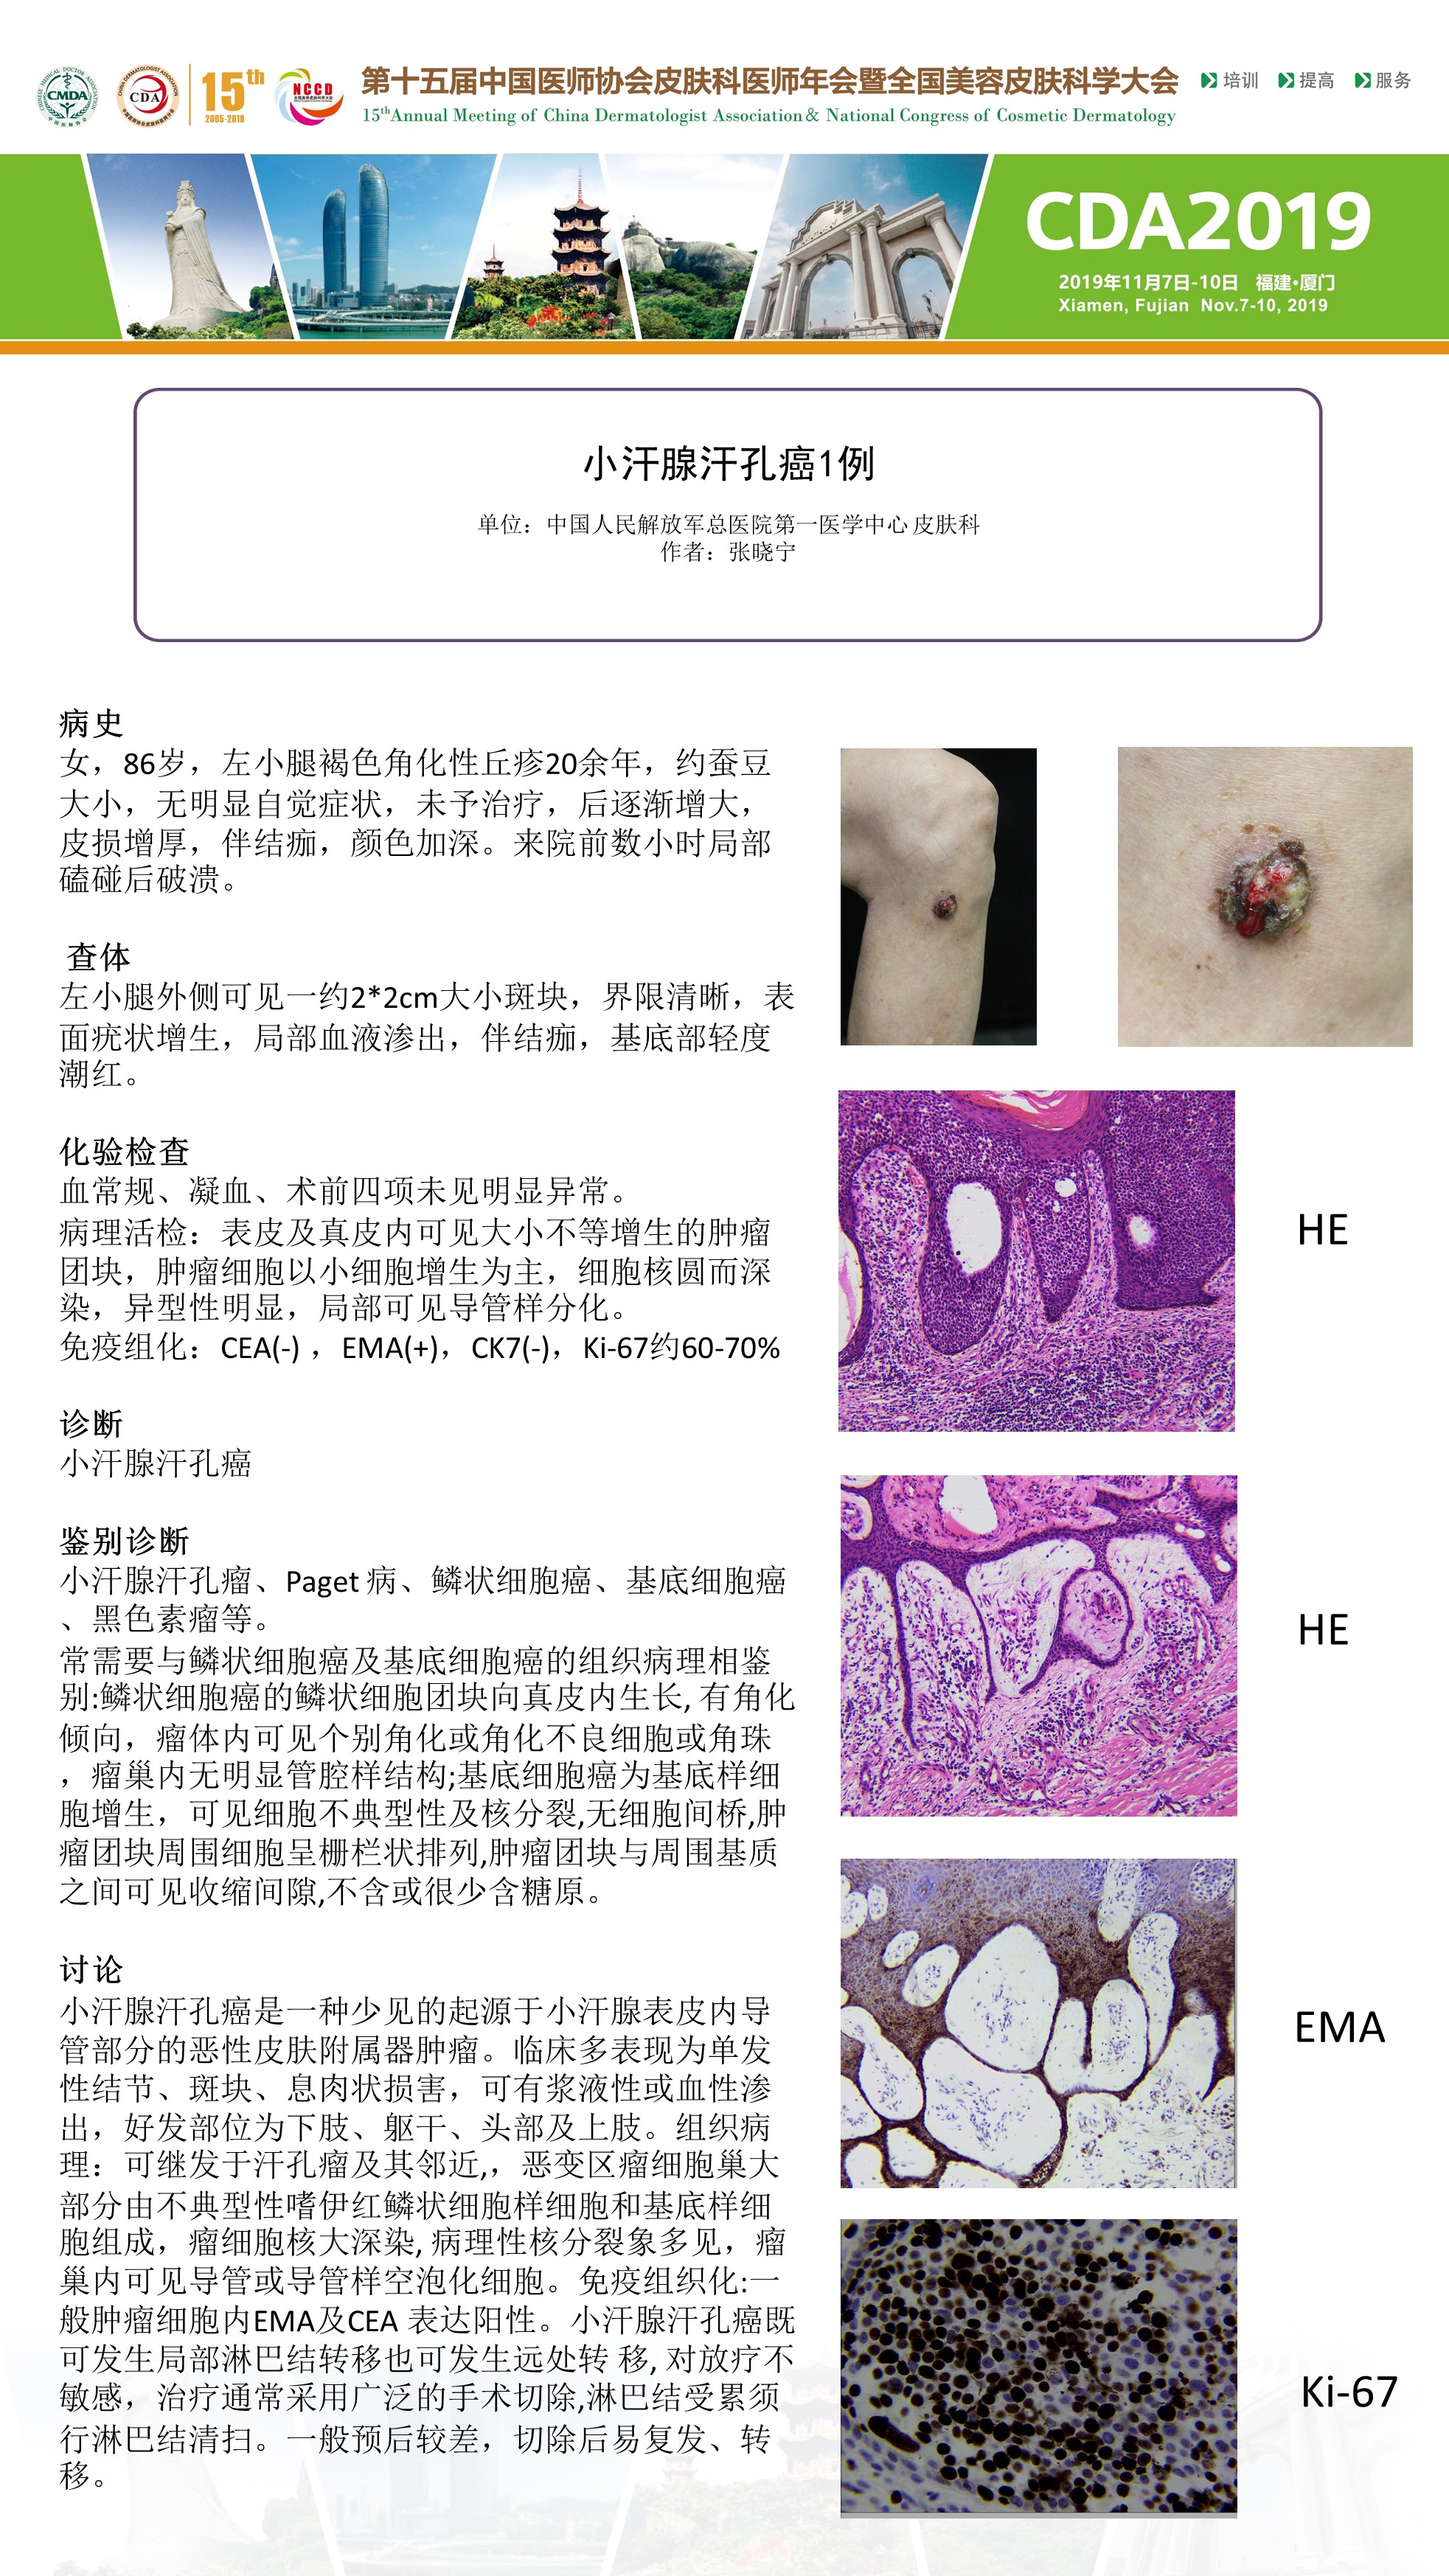 CHINESE MEDICAL DOCTOR ASSOCIATION
CMDA
中国医师协会
CHINA DERMATOLOGIST ASSOCIATION
CDA
15th
2005-2019
NCCD
全国美容皮肤科学大会
第十五届中国医师协会皮肤科医师年会暨全国美容皮肤科学大会
15thAnnual Meeting of China Dermatologist Association& National Congress of Cosmetic Dermatology
培训 提高 服务
CDA2019
2019年11月7日-10日 福建•厦门
Xiamen, Fujian Nov.7-10, 2019
小汗腺汗孔癌1例
单位：中国人民解放军总医院第一医学中心 皮肤科
作者：张晓宁
病史
女，86岁，左小腿褐色角化性丘疹20余年，约蚕豆
大小，无明显自觉症状，未予治疗，后逐渐增大，
皮损增厚，伴结痂，颜色加深。来院前数小时局部
磕碰后破溃。
查体
左小腿外侧可见一约2*2cm大小斑块，界限清晰，表
面疣状增生，局部血液渗出，伴结痂，基底部轻度
潮红。
化验检查
血常规、凝血、术前四项未见明显异常。
病理活检：表皮及真皮内可见大小不等增生的肿瘤
团块，肿瘤细胞以小细胞增生为主，细胞核圆而深
染，异型性明显，局部可见导管样分化。
免疫组化：CEA(-) ，EMA(+)，CK7(-)，Ki-67约60-70%
诊断
小汗腺汗孔癌
鉴别诊断
小汗腺汗孔瘤、Paget 病、鳞状细胞癌、基底细胞癌
、黑色素瘤等。
常需要与鳞状细胞癌及基底细胞癌的组织病理相鉴
别:鳞状细胞癌的鳞状细胞团块向真皮内生长, 有角化
倾向，瘤体内可见个别角化或角化不良细胞或角珠
，瘤巢内无明显管腔样结构;基底细胞癌为基底样细
胞增生，可见细胞不典型性及核分裂,无细胞间桥,肿
瘤团块周围细胞呈栅栏状排列,肿瘤团块与周围基质
之间可见收缩间隙,不含或很少含糖原。
讨论
小汗腺汗孔癌是一种少见的起源于小汗腺表皮内导
管部分的恶性皮肤附属器肿瘤。临床多表现为单发
性结节、斑块、息肉状损害，可有浆液性或血性渗
出，好发部位为下肢、躯干、头部及上肢。组织病
理：可继发于汗孔瘤及其邻近,，恶变区瘤细胞巢大
部分由不典型性嗜伊红鳞状细胞样细胞和基底样细
胞组成，瘤细胞核大深染, 病理性核分裂象多见，瘤
巢内可见导管或导管样空泡化细胞。免疫组织化:一
般肿瘤细胞内EMA及CEA 表达阳性。小汗腺汗孔癌既
可发生局部淋巴结转移也可发生远处转 移, 对放疗不
敏感，治疗通常采用广泛的手术切除,淋巴结受累须
行淋巴结清扫。一般预后较差，切除后易复发、转
移。
HE
HE
EMA
Ki-67